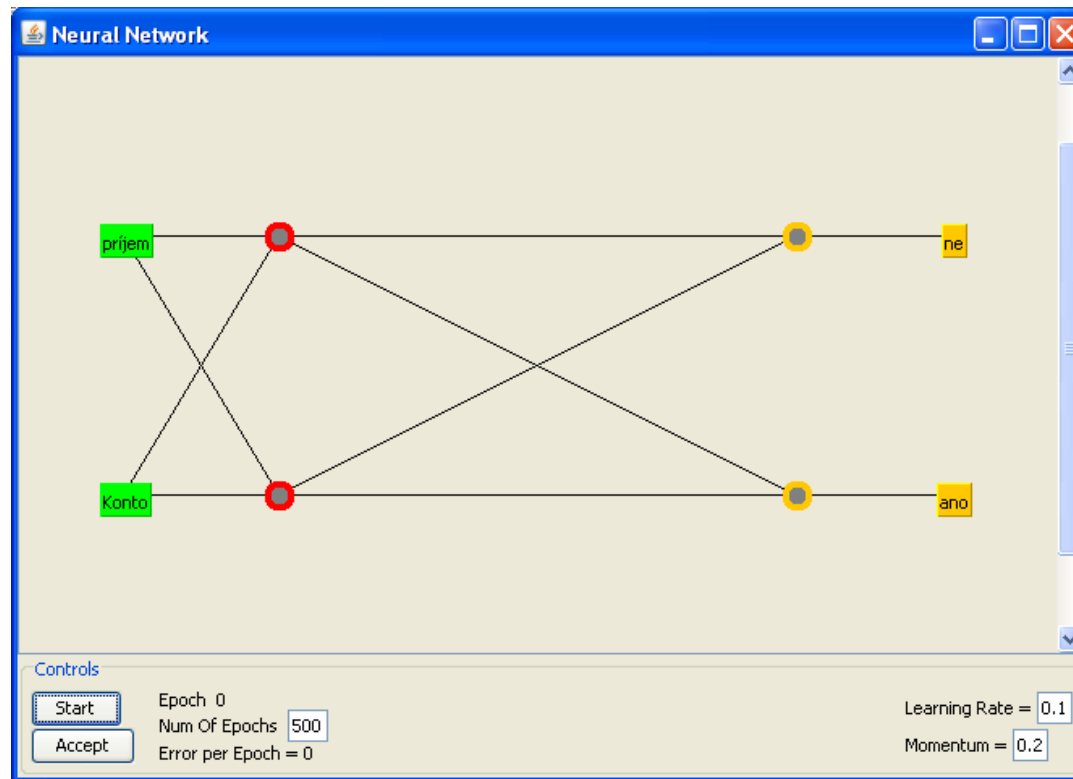 Neural Network
príjem
ne
Konto
ano
Controls
Start
Epoch 0
Num Of Epochs 500
Accept
Error per Epoch = 0
Learning Rate = 0.1
Momentum = 0.2